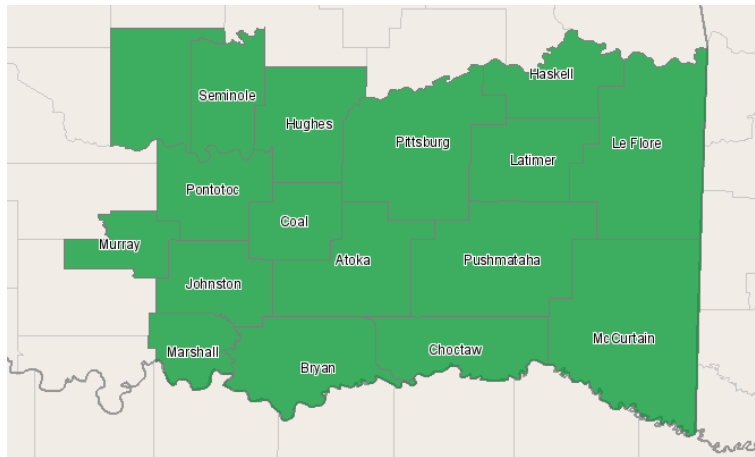 Haskell
Seminole
Hughes
Pittsburg
Le Flore
Latimer
Pontotoc
Coal
Murray
Atoka
Pushmataha
Johnston
McCurtain
Marshall
Choctaw
Bryan